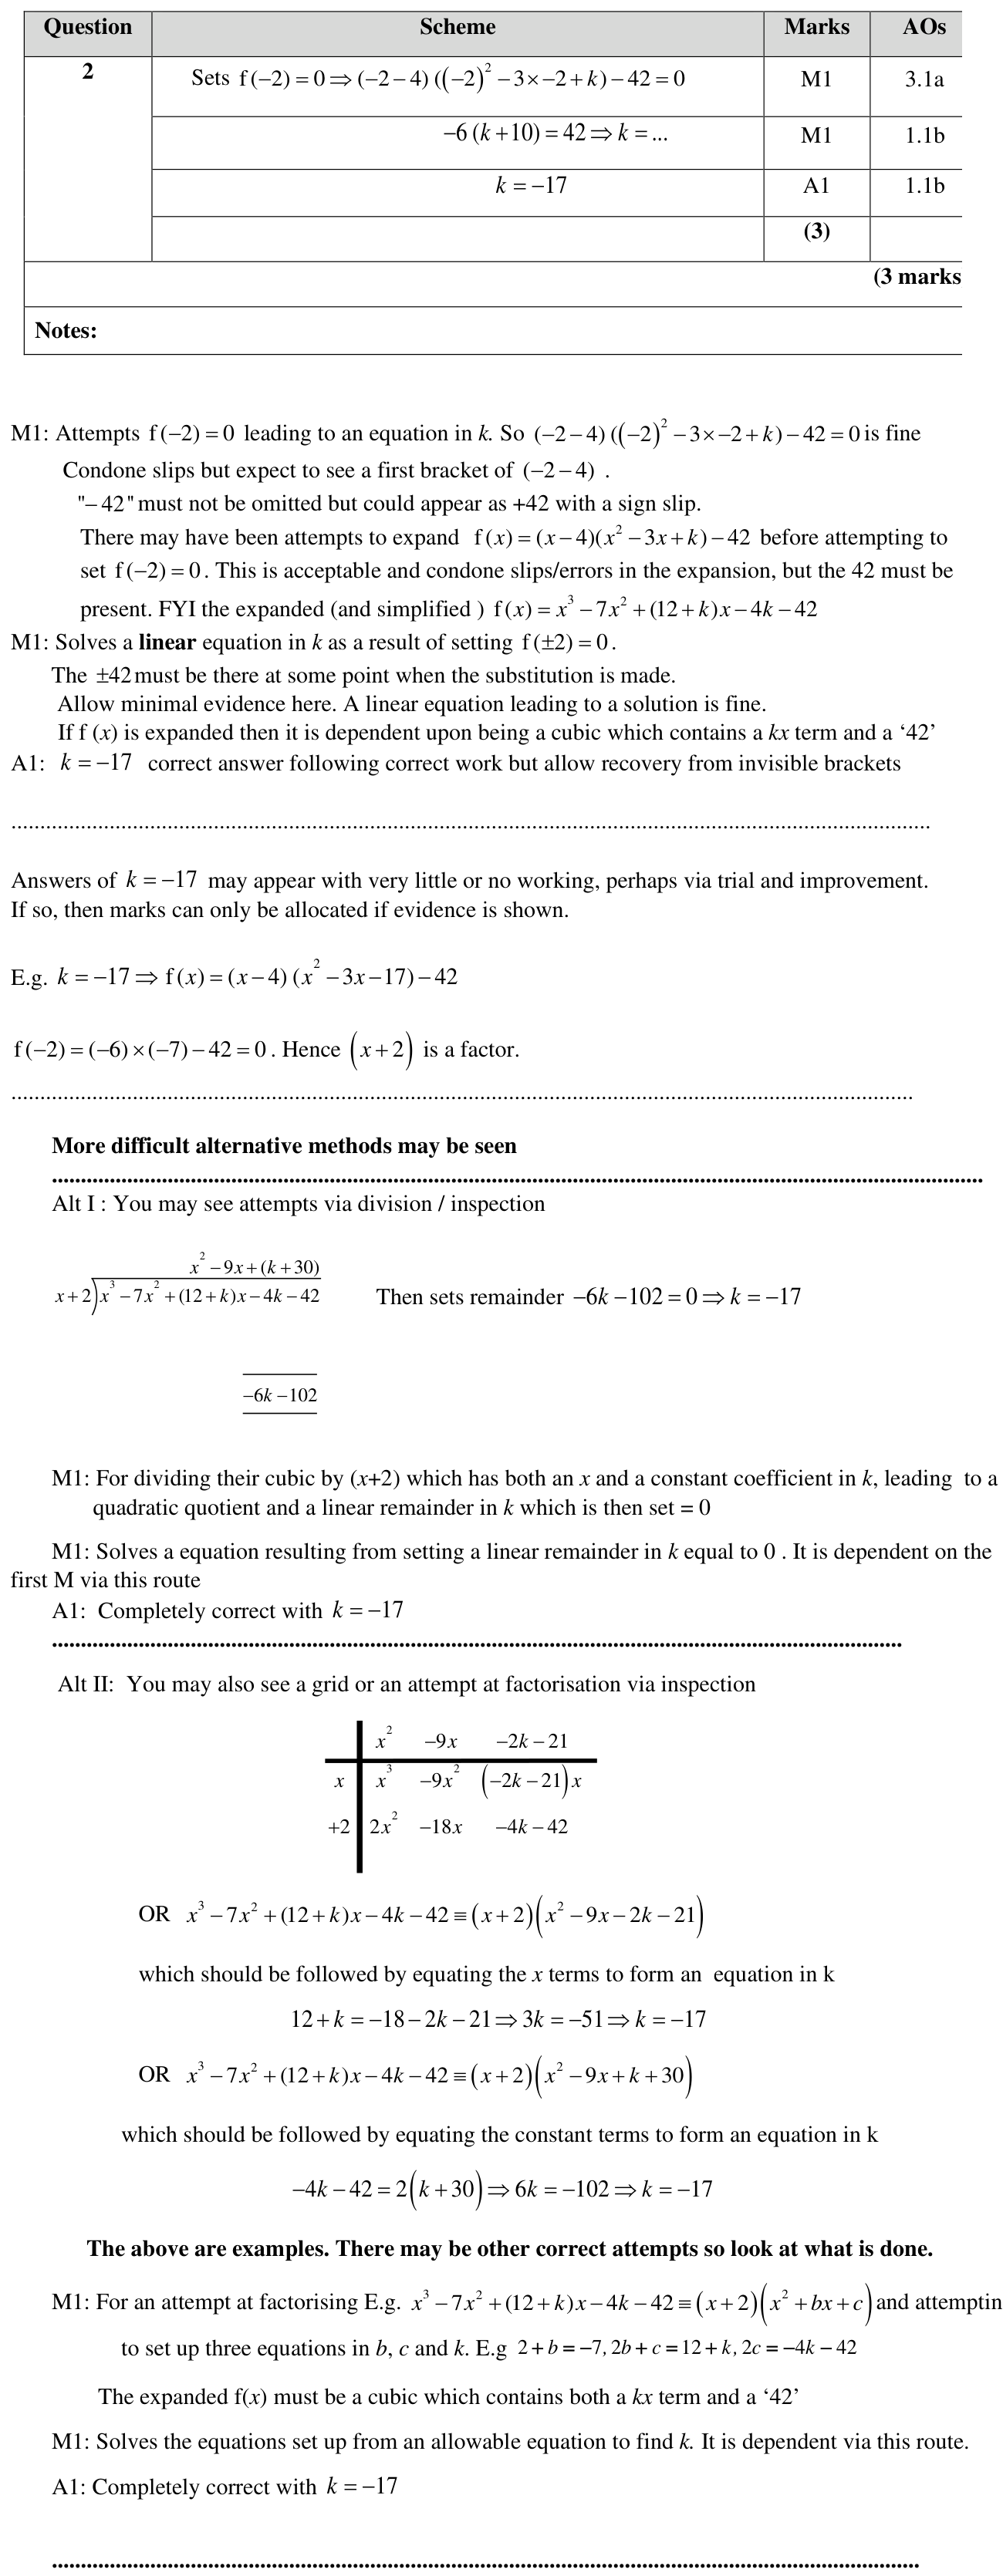 Question Scheme Marks AOs
2 Sets f(−2) = 0 ⇒ (−2−4)((−2)² −3×−2+k)−42 = 0 M1 3.1a
−6(k+10) = 42 ⇒ k = ... M1 1.1b
k = −17 A1 1.1b
(3)
(3 marks
Notes:
M1: Attempts f(−2) = 0 leading to an equation in k. So (−2−4)((−2)² −3×−2+k)−42 = 0 is fine
Condone slips but expect to see a first bracket of (−2−4) .
"−42" must not be omitted but could appear as +42 with a sign slip.
There may have been attempts to expand f(x) = (x−4)(x² −3x+k)−42 before attempting to
set f(−2) = 0. This is acceptable and condone slips/errors in the expansion, but the 42 must be
present. FYI the expanded (and simplified ) f(x) = x³ −7x² +(12+k)x−4k−42
M1: Solves a linear equation in k as a result of setting f(±2) = 0.
The ±42 must be there at some point when the substitution is made.
Allow minimal evidence here. A linear equation leading to a solution is fine.
If f (x) is expanded then it is dependent upon being a cubic which contains a kx term and a ‘42’
A1: k = −17 correct answer following correct work but allow recovery from invisible brackets
Answers of k = −17 may appear with very little or no working, perhaps via trial and improvement.
If so, then marks can only be allocated if evidence is shown.
E.g. k = −17 ⇒ f(x) = (x−4)(x² −3x−17)−42
f(−2) = (−6)×(−7)−42 = 0. Hence (x+2) is a factor.
More difficult alternative methods may be seen
Alt I : You may see attempts via division / inspection
x² −9x+(k+30)
x+2)x³ −7x² +(12+k)x−4k−42 Then sets remainder −6k−102 = 0 ⇒ k = −17
−6k−102
M1: For dividing their cubic by (x+2) which has both an x and a constant coefficient in k, leading to a
quadratic quotient and a linear remainder in k which is then set = 0
M1: Solves a equation resulting from setting a linear remainder in k equal to 0 . It is dependent on the
first M via this route
A1: Completely correct with k = −17
Alt II: You may also see a grid or an attempt at factorisation via inspection
x² −9x −2k−21
x x³ −9x² (−2k−21)x
+2 2x² −18x −4k−42
OR x³ −7x² +(12+k)x−4k−42 ≡ (x+2)(x² −9x−2k−21)
which should be followed by equating the x terms to form an equation in k
12+k = −18−2k−21 ⇒ 3k = −51 ⇒ k = −17
OR x³ −7x² +(12+k)x−4k−42 ≡ (x+2)(x² −9x+k+30)
which should be followed by equating the constant terms to form an equation in k
−4k−42 = 2(k+30) ⇒ 6k = −102 ⇒ k = −17
The above are examples. There may be other correct attempts so look at what is done.
M1: For an attempt at factorising E.g. x³ −7x² +(12+k)x−4k−42 ≡ (x+2)(x² +bx+c) and attemptin
to set up three equations in b, c and k. E.g 2+b = −7, 2b+c = 12+k, 2c = −4k−42
The expanded f(x) must be a cubic which contains both a kx term and a ‘42’
M1: Solves the equations set up from an allowable equation to find k. It is dependent via this route.
A1: Completely correct with k = −17